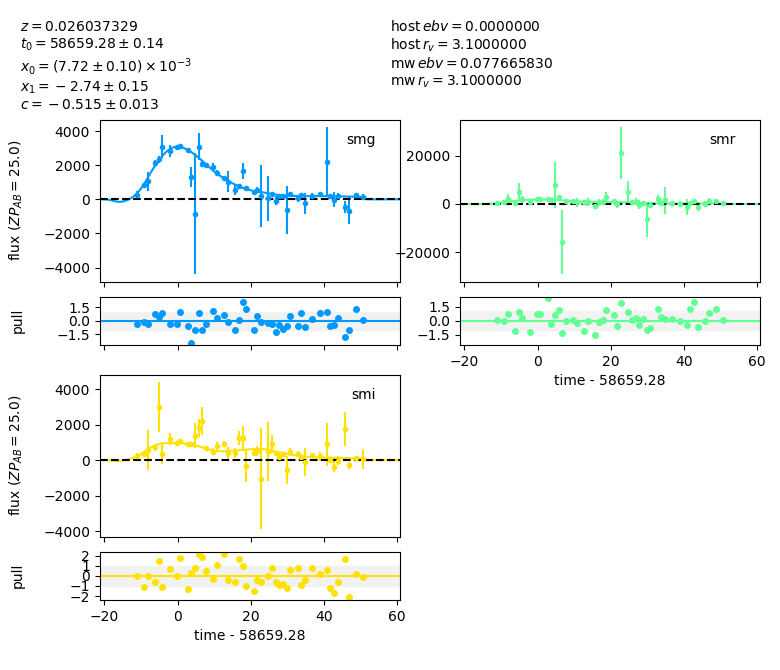 z = 0.026037329
t₀ = 58659.28 ± 0.14
x₀ = (7.72 ± 0.10) × 10⁻³
x₁ = −2.74 ± 0.15
c = −0.515 ± 0.013
host ebv = 0.0000000
host r_v = 3.1000000
mw ebv = 0.077665830
mw r_v = 3.1000000
flux (ZP_AB = 25.0)
4000
2000
0
−2000
−4000
smg
20000
0
−20000
smr
pull
1.5
0.0
−1.5
1.5
0.0
−1.5
−20
0
20
40
60
time - 58659.28
flux (ZP_AB = 25.0)
4000
2000
0
−2000
−4000
smi
pull
2
1
0
−1
−2
−20
0
20
40
60
time - 58659.28